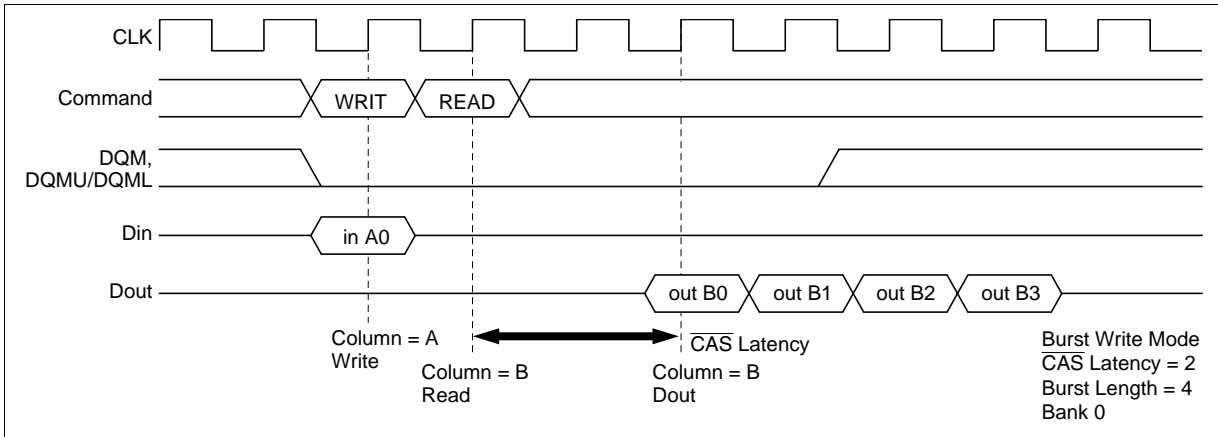 CLK
Command
WRIT
READ
DQM,
DQMU/DQML
Din
in A0
Dout
out B0
out B1
out B2
out B3
Column = A
Write
Column = B
Read
CAS Latency
Column = B
Dout
Burst Write Mode
CAS Latency = 2
Burst Length = 4
Bank 0